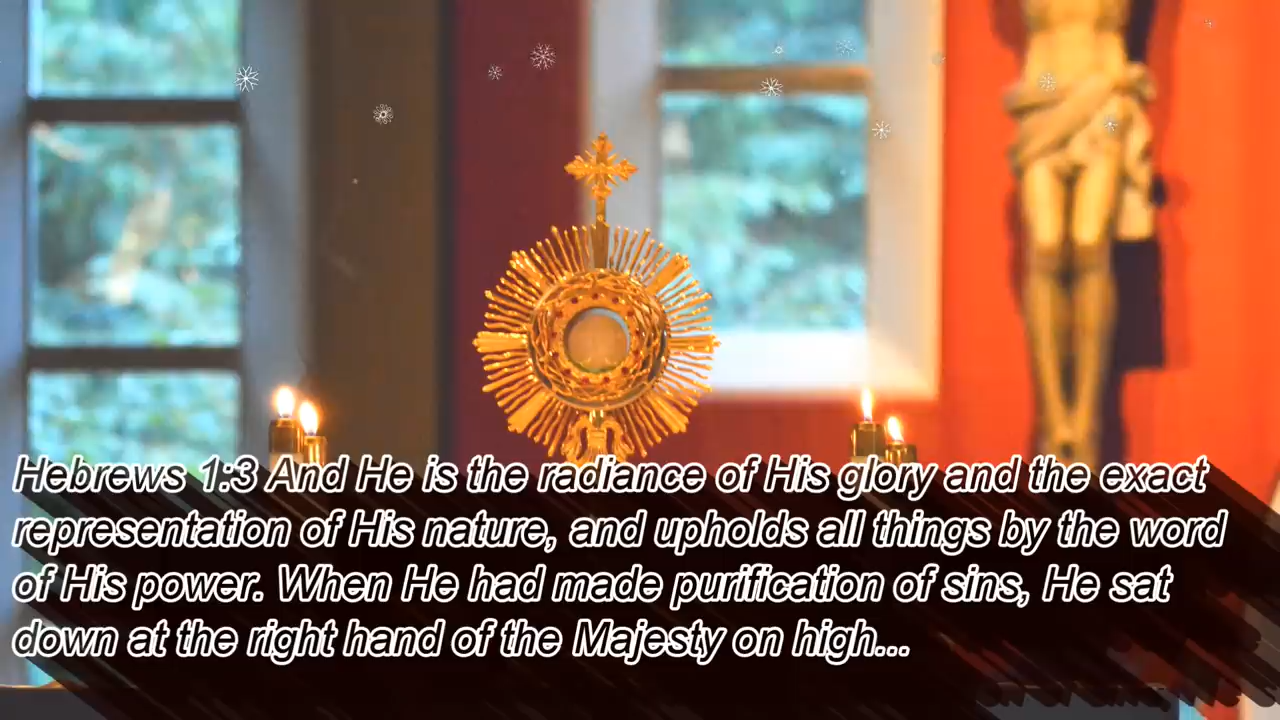 Hebrews 1:3 And He is the radiance of His glory and the exact
representation of His nature, and upholds all things by the word
of His power. When He had made purification of sins, He sat
down at the right hand of the Majesty on high...